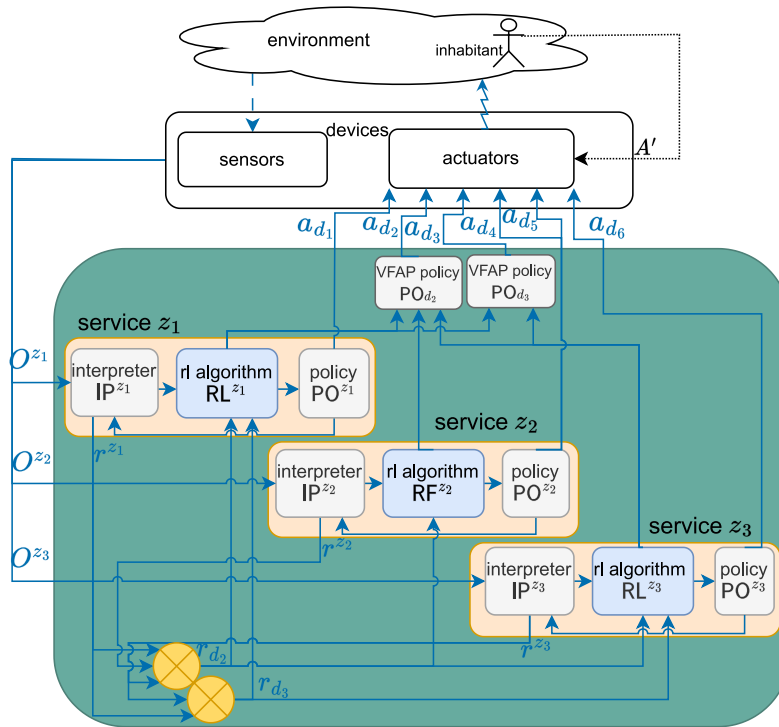 environment
inhabitant
devices
sensors
actuators
A′
a_{d_1}
a_{d_2}
a_{d_3}
a_{d_4}
a_{d_5}
a_{d_6}
VFAP policy
PO_{d_2}
VFAP policy
PO_{d_3}
service z_1
O^{z_1}
interpreter
IP^{z_1}
rl algorithm
RL^{z_1}
policy
PO^{z_1}
r^{z_1}
service z_2
O^{z_2}
interpreter
IP^{z_2}
rl algorithm
RF^{z_2}
policy
PO^{z_2}
r^{z_2}
service z_3
O^{z_3}
interpreter
IP^{z_3}
rl algorithm
RL^{z_3}
policy
PO^{z_3}
r^{z_3}
r_{d_2}
r_{d_3}